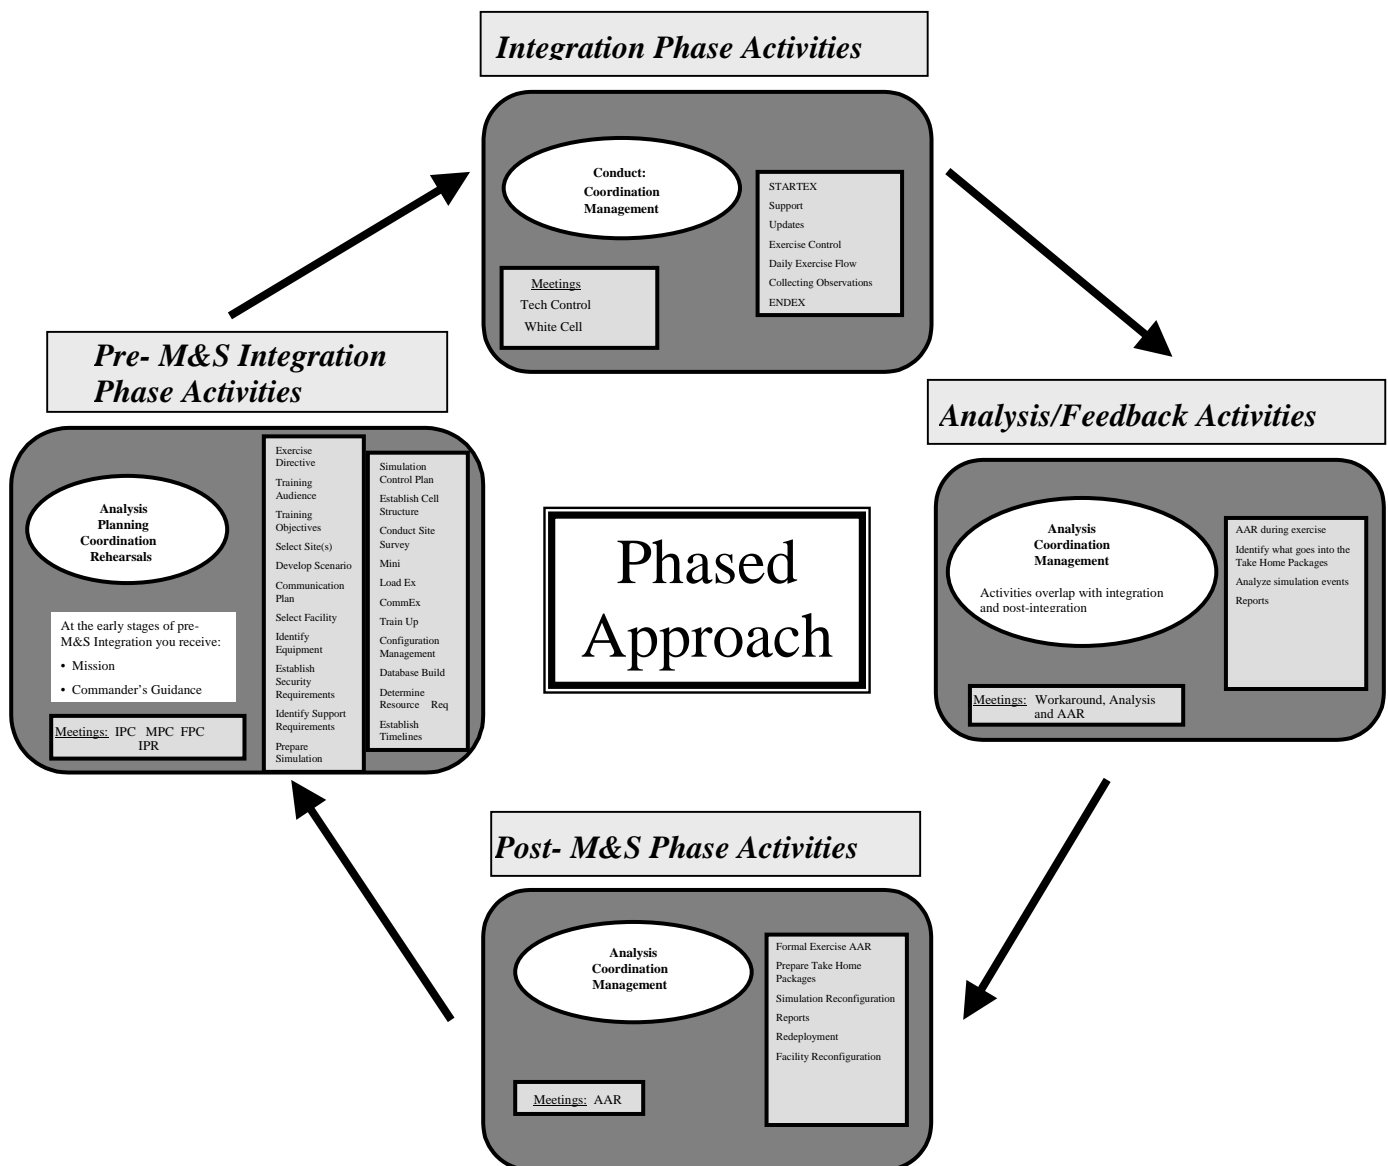 Integration Phase Activities
Conduct:
Coordination
Management
Meetings
Tech Control
White Cell
STARTEX
Support
Updates
Exercise Control
Daily Exercise Flow
Collecting Observations
ENDEX
Pre- M&S Integration
Phase Activities
Analysis
Planning
Coordination
Rehearsals
At the early stages of pre-
M&S Integration you receive:
• Mission
• Commander's Guidance
Meetings: IPC MPC FPC
IPR
Exercise
Directive
Training
Audience
Training
Objectives
Select Site(s)
Develop Scenario
Communication
Plan
Select Facility
Identify
Equipment
Establish
Security
Requirements
Identify Support
Requirements
Prepare
Simulation
Simulation
Control Plan
Establish Cell
Structure
Conduct Site
Survey
Mini
Load Ex
CommEx
Train Up
Configuration
Management
Database Build
Determine
Resource Req
Establish
Timelines
Phased
Approach
Analysis/Feedback Activities
Analysis
Coordination
Management
Activities overlap with integration
and post-integration
Meetings: Workaround, Analysis
and AAR
AAR during exercise
Identify what goes into the
Take Home Packages
Analyze simulation events
Reports
Post- M&S Phase Activities
Analysis
Coordination
Management
Meetings: AAR
Formal Exercise AAR
Prepare Take Home
Packages
Simulation Reconfiguration
Reports
Redeployment
Facility Reconfiguration